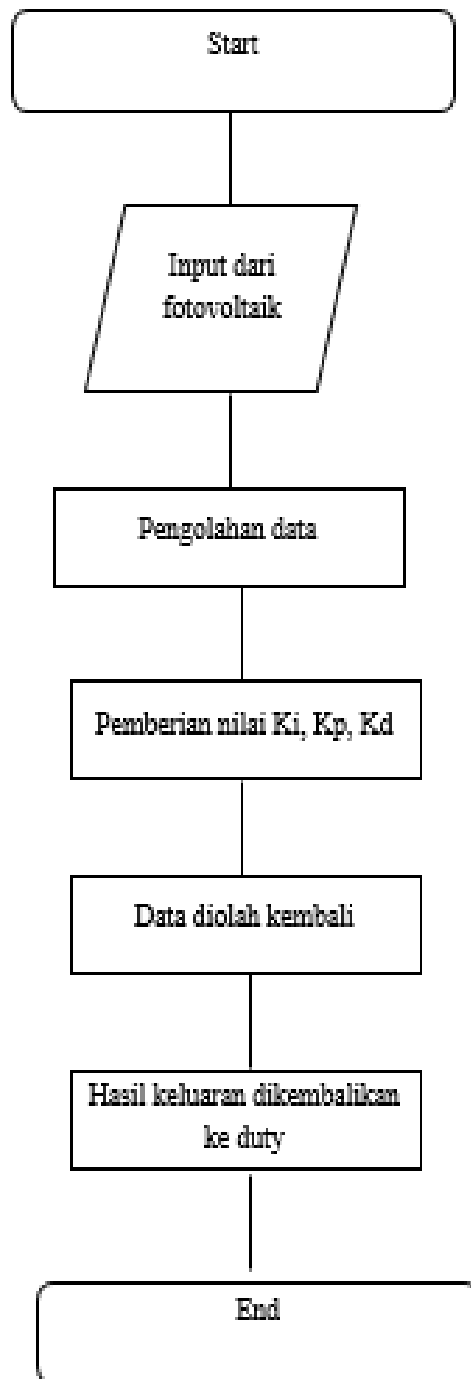 Start
Input dari
fotovoltaik
Pengolahan data
Pemberian nilai Ki, Kp, Kd
Data diolah kembali
Hasil keluaran dikembalikan
ke duty
End